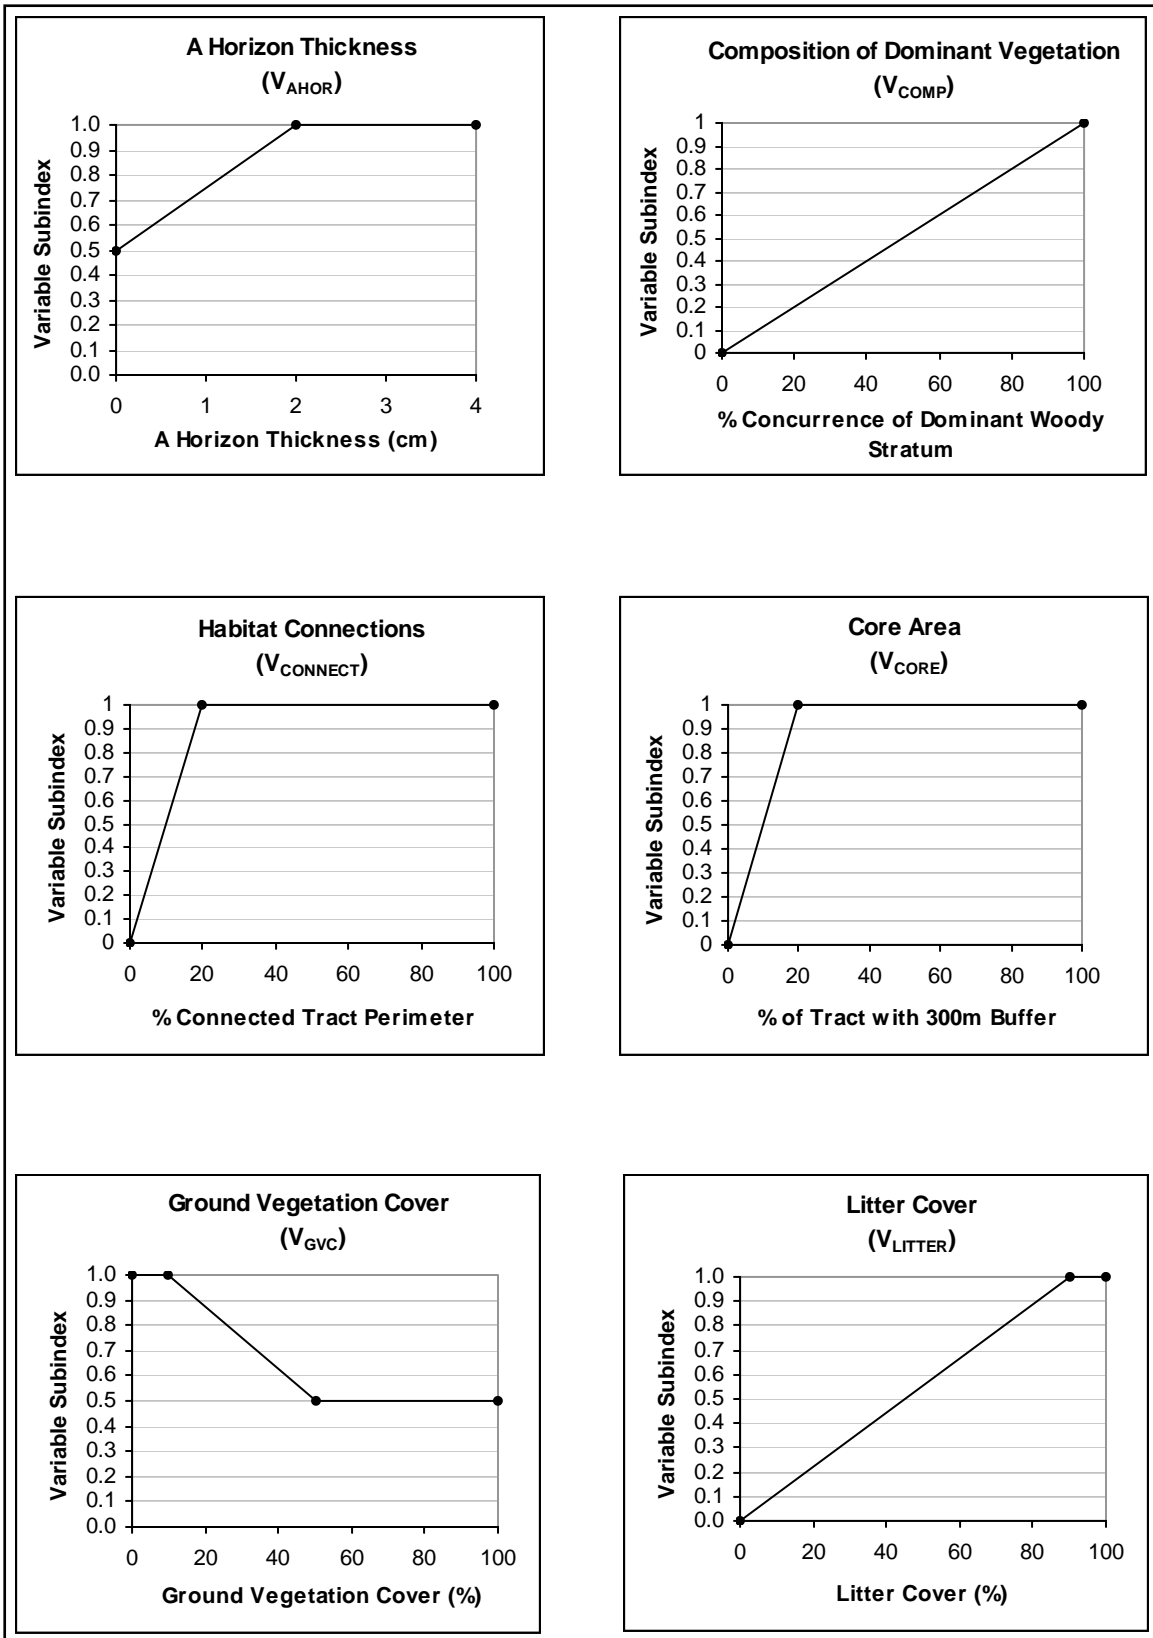 A Horizon Thickness
(VAHOR)
Variable Subindex
1.0
0.9
0.8
0.7
0.6
0.5
0.4
0.3
0.2
0.1
0.0
0 1 2 3 4
A Horizon Thickness (cm)
Composition of Dominant Vegetation
(VCOMP)
Variable Subindex
1
0.9
0.8
0.7
0.6
0.5
0.4
0.3
0.2
0.1
0
0 20 40 60 80 100
% Concurrence of Dominant Woody
Stratum
Habitat Connections
(VCONNECT)
Variable Subindex
1
0.9
0.8
0.7
0.6
0.5
0.4
0.3
0.2
0.1
0
0 20 40 60 80 100
% Connected Tract Perimeter
Core Area
(VCORE)
Variable Subindex
1
0.9
0.8
0.7
0.6
0.5
0.4
0.3
0.2
0.1
0
0 20 40 60 80 100
% of Tract with 300m Buffer
Ground Vegetation Cover
(VGVC)
Variable Subindex
1.0
0.9
0.8
0.7
0.6
0.5
0.4
0.3
0.2
0.1
0.0
0 20 40 60 80 100
Ground Vegetation Cover (%)
Litter Cover
(VLITTER)
Variable Subindex
1.0
0.9
0.8
0.7
0.6
0.5
0.4
0.3
0.2
0.1
0.0
0 20 40 60 80 100
Litter Cover (%)